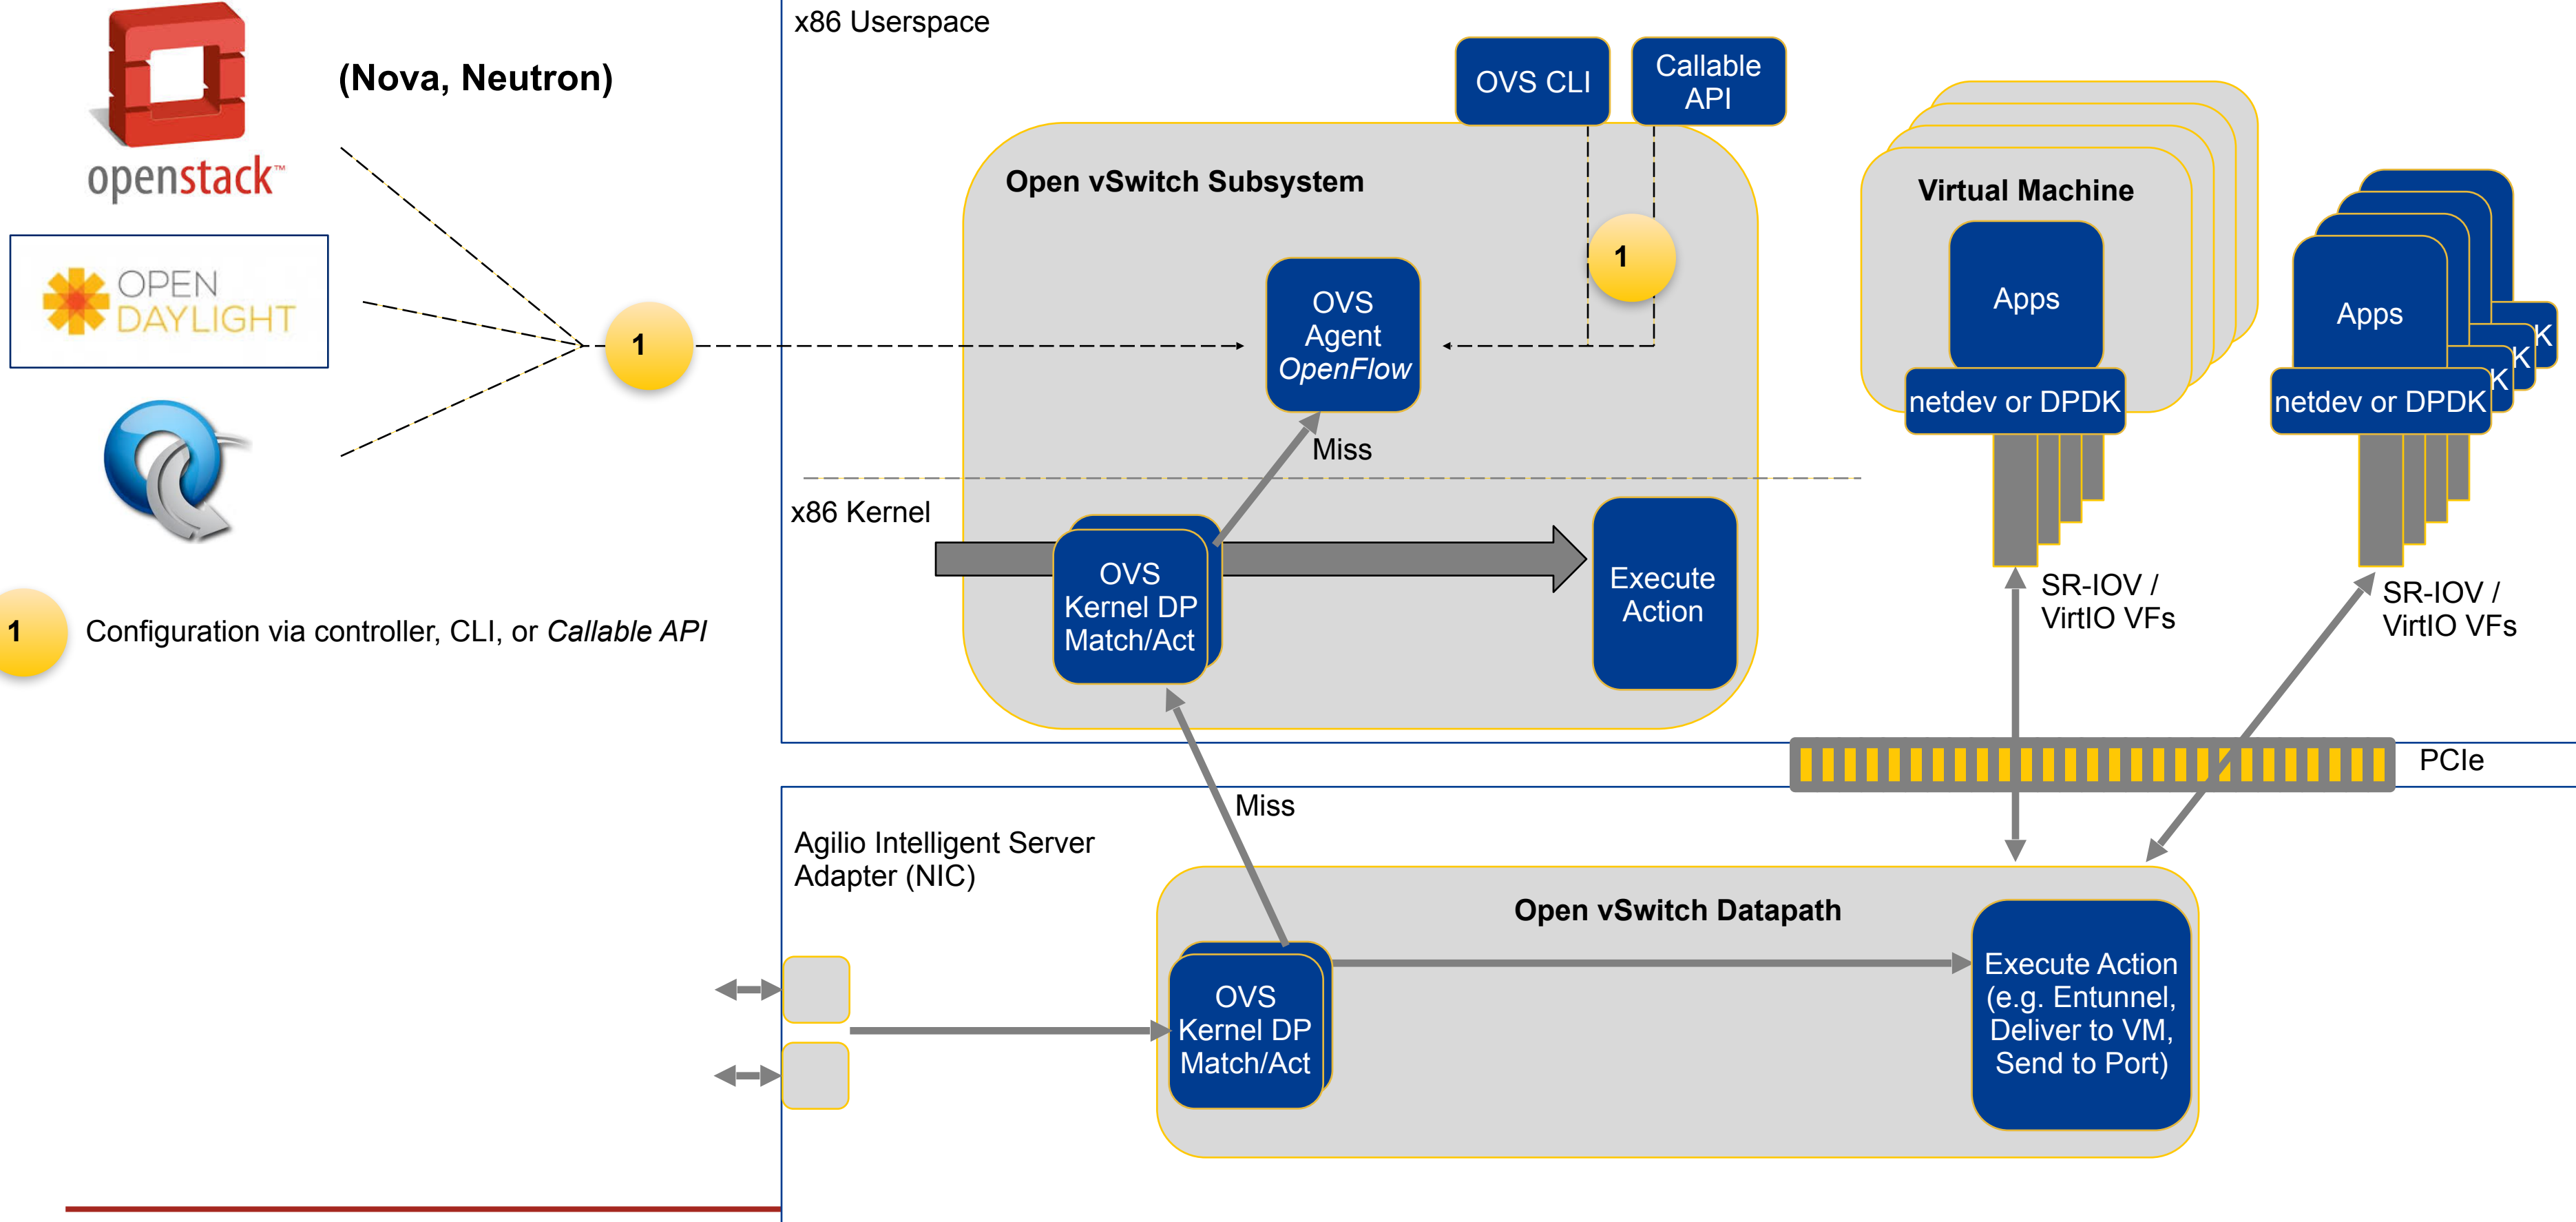 x86 Userspace
(Nova, Neutron)
openstack™
OPEN
DAYLIGHT
1
1
Configuration via controller, CLI, or Callable API
OVS CLI
Callable
API
Open vSwitch Subsystem
1
OVS
Agent
OpenFlow
Miss
x86 Kernel
OVS
Kernel DP
Match/Act
Execute
Action
Virtual Machine
Apps
netdev or DPDK
Apps
netdev or DPDK
K
K
K
SR-IOV /
VirtIO VFs
SR-IOV /
VirtIO VFs
PCIe
Miss
Agilio Intelligent Server
Adapter (NIC)
Open vSwitch Datapath
OVS
Kernel DP
Match/Act
Execute Action
(e.g. Entunnel,
Deliver to VM,
Send to Port)